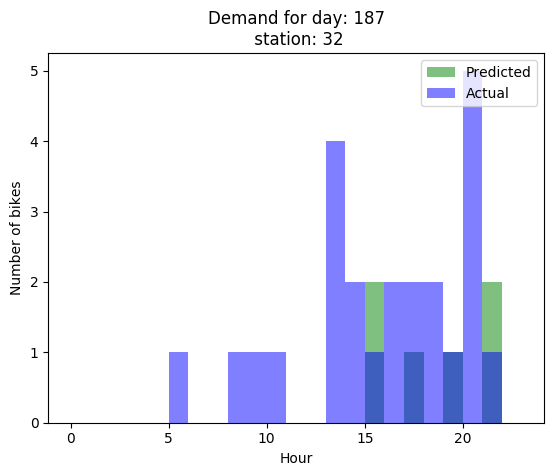 Demand for day: 187
station: 32
Predicted
Actual
Number of bikes
5
4
3
2
1
0
0
5
10
15
20
Hour